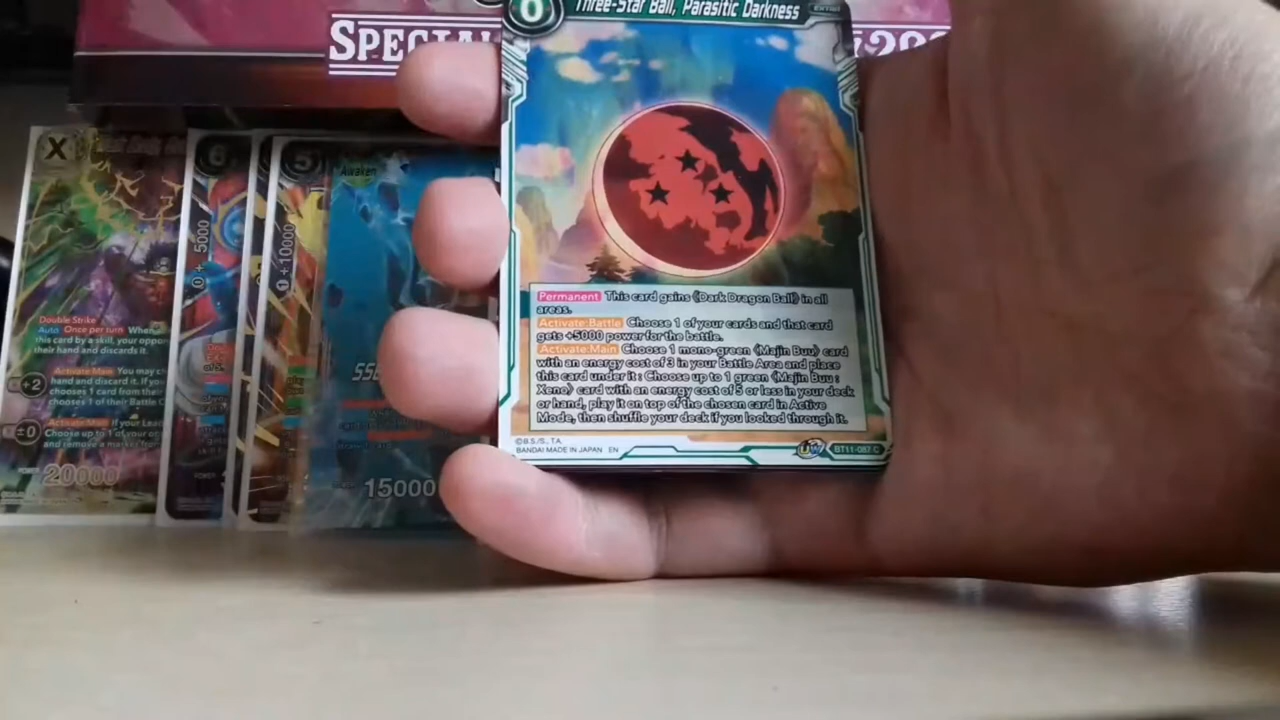 0
Three-Star Ball, Parasitic Darkness
SPECIAL
Permanent This card gains 《Dark Dragon Ball》 in all
areas.
Activate:Battle Choose 1 of your cards and that card
gets +5000 power for the battle.
Activate:Main Choose 1 mono-green 《Majin Buu》 card
with an energy cost of 3 in your Battle Area and place
this card under it : Choose up to 1 green 《Majin Buu :
Xeno》 card with an energy cost of 5 or less in your deck
or hand, play it on top of the chosen card in Active
Mode, then shuffle your deck if you looked through it.
©B.S./S., T.A.
BANDAI MADE IN JAPAN EN
UW
BT11-087 C
X
Double Strike
Auto Once per turn When
this card by a skill, your oppo
their hand and discards it.
+2 Activate:Main You may ch
hand and discard it. If you
chooses 1 card from their
chooses 1 of their Battle C
±0 Activate:Main If your Lead
Choose up to 1 of your or
and remove a marker from
20000
6
+ 5000
5
+10000
Awaken
15000